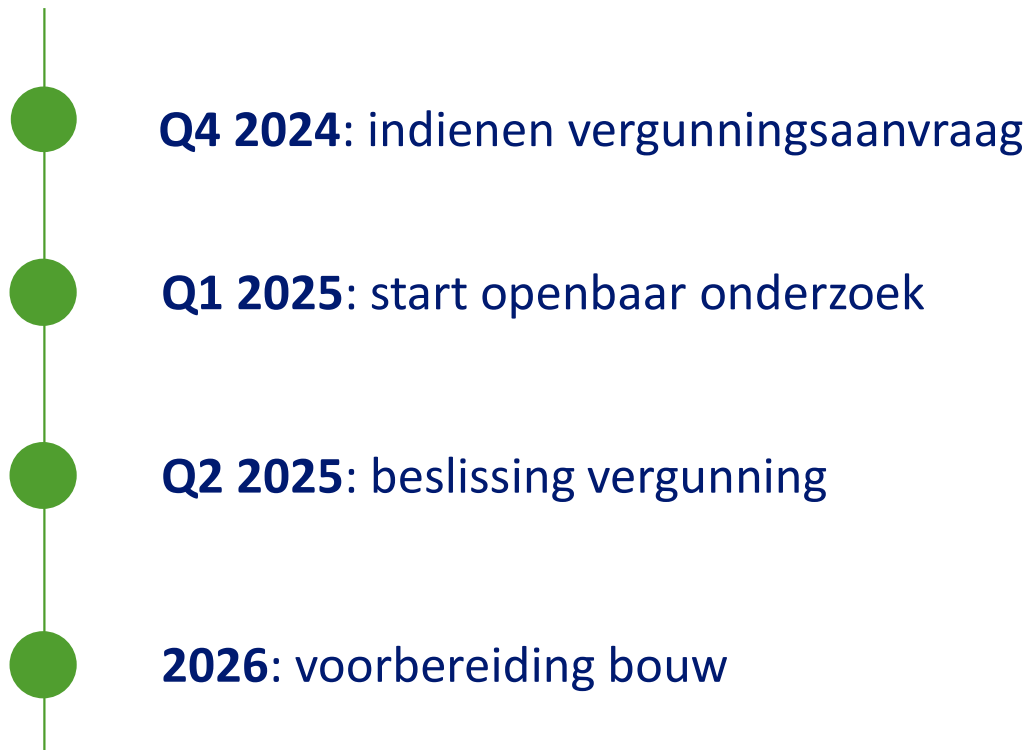 Q4 2024: indienen vergunningsaanvraag
Q1 2025: start openbaar onderzoek
Q2 2025: beslissing vergunning
2026: voorbereiding bouw